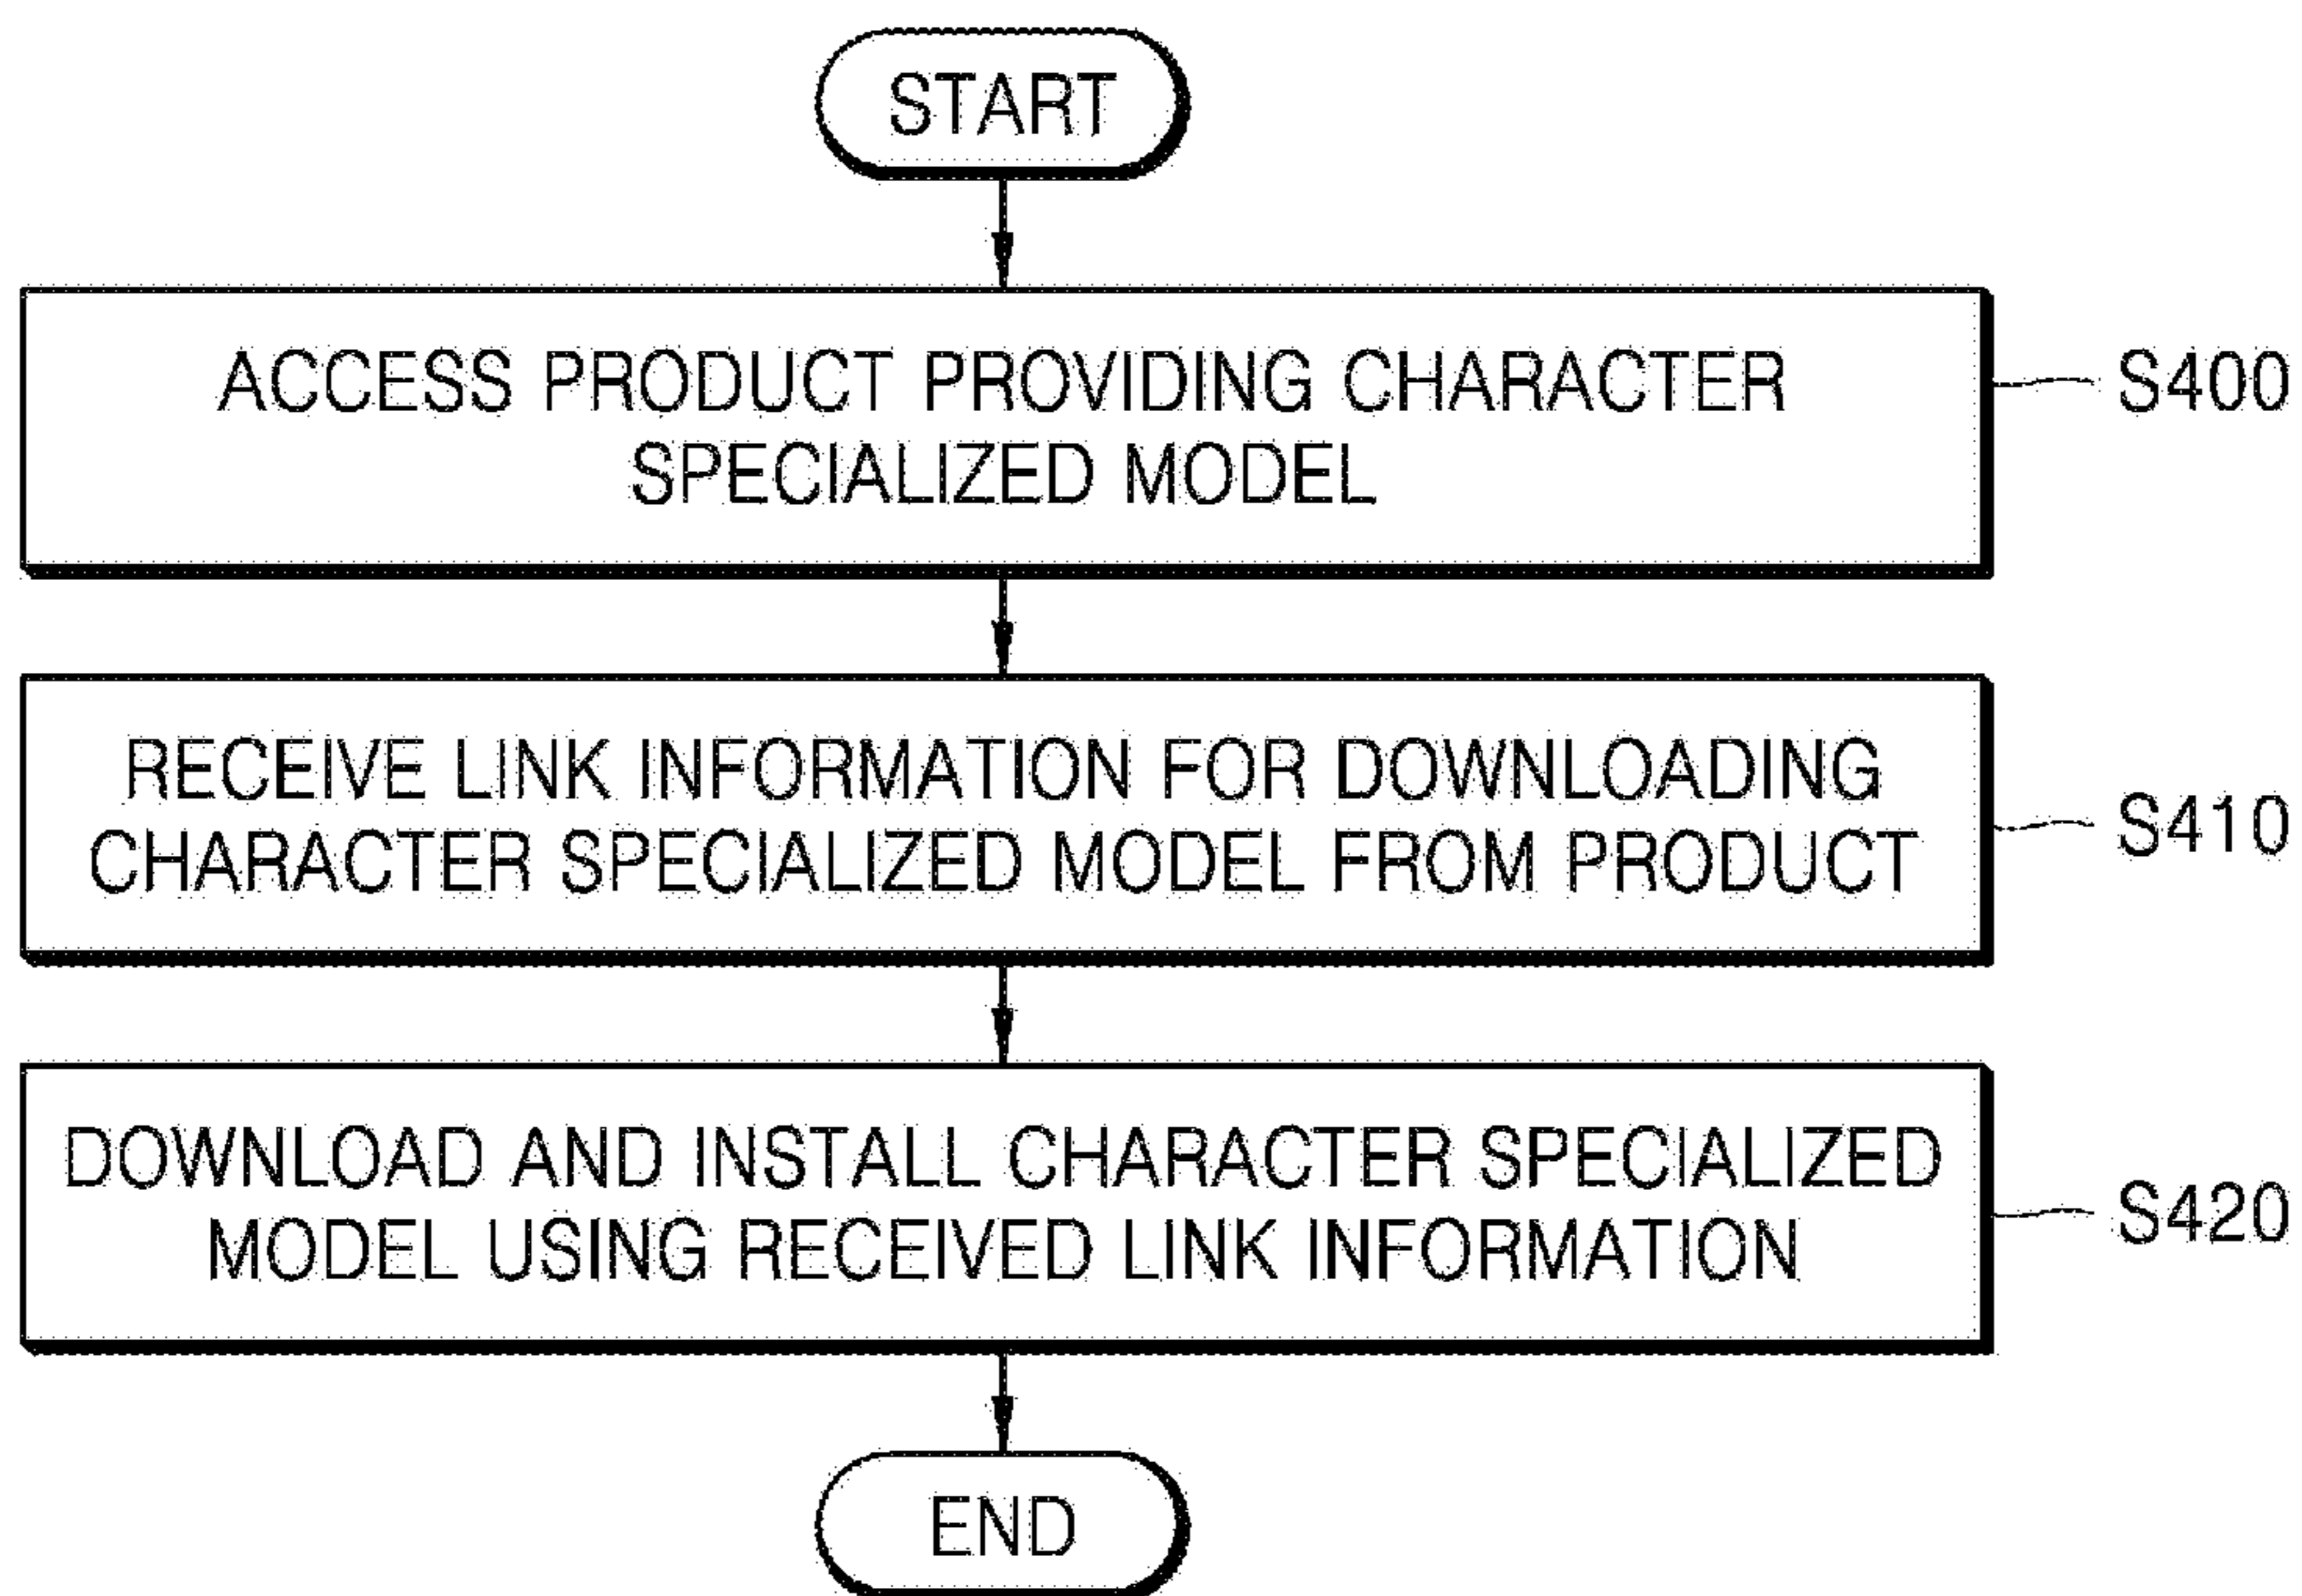 START
ACCESS PRODUCT PROVIDING CHARACTER
SPECIALIZED MODEL
S400
RECEIVE LINK INFORMATION FOR DOWNLOADING
CHARACTER SPECIALIZED MODEL FROM PRODUCT
S410
DOWNLOAD AND INSTALL CHARACTER SPECIALIZED
MODEL USING RECEIVED LINK INFORMATION
S420
END